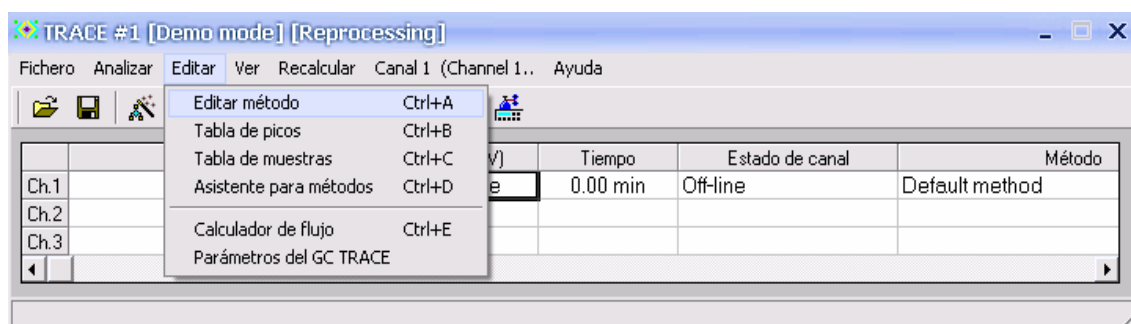 TRACE #1 [Demo mode] [Reprocessing]
Fichero Analizar Editar Ver Recalcular Canal 1 (Channel 1.. Ayuda
Editar método Ctrl+A
Tabla de picos Ctrl+B
Tabla de muestras Ctrl+C
Asistente para métodos Ctrl+D
Calculador de flujo Ctrl+E
Parámetros del GC TRACE
V) Tiempo Estado de canal Método
Ch.1 e 0.00 min Off-line Default method
Ch.2
Ch.3